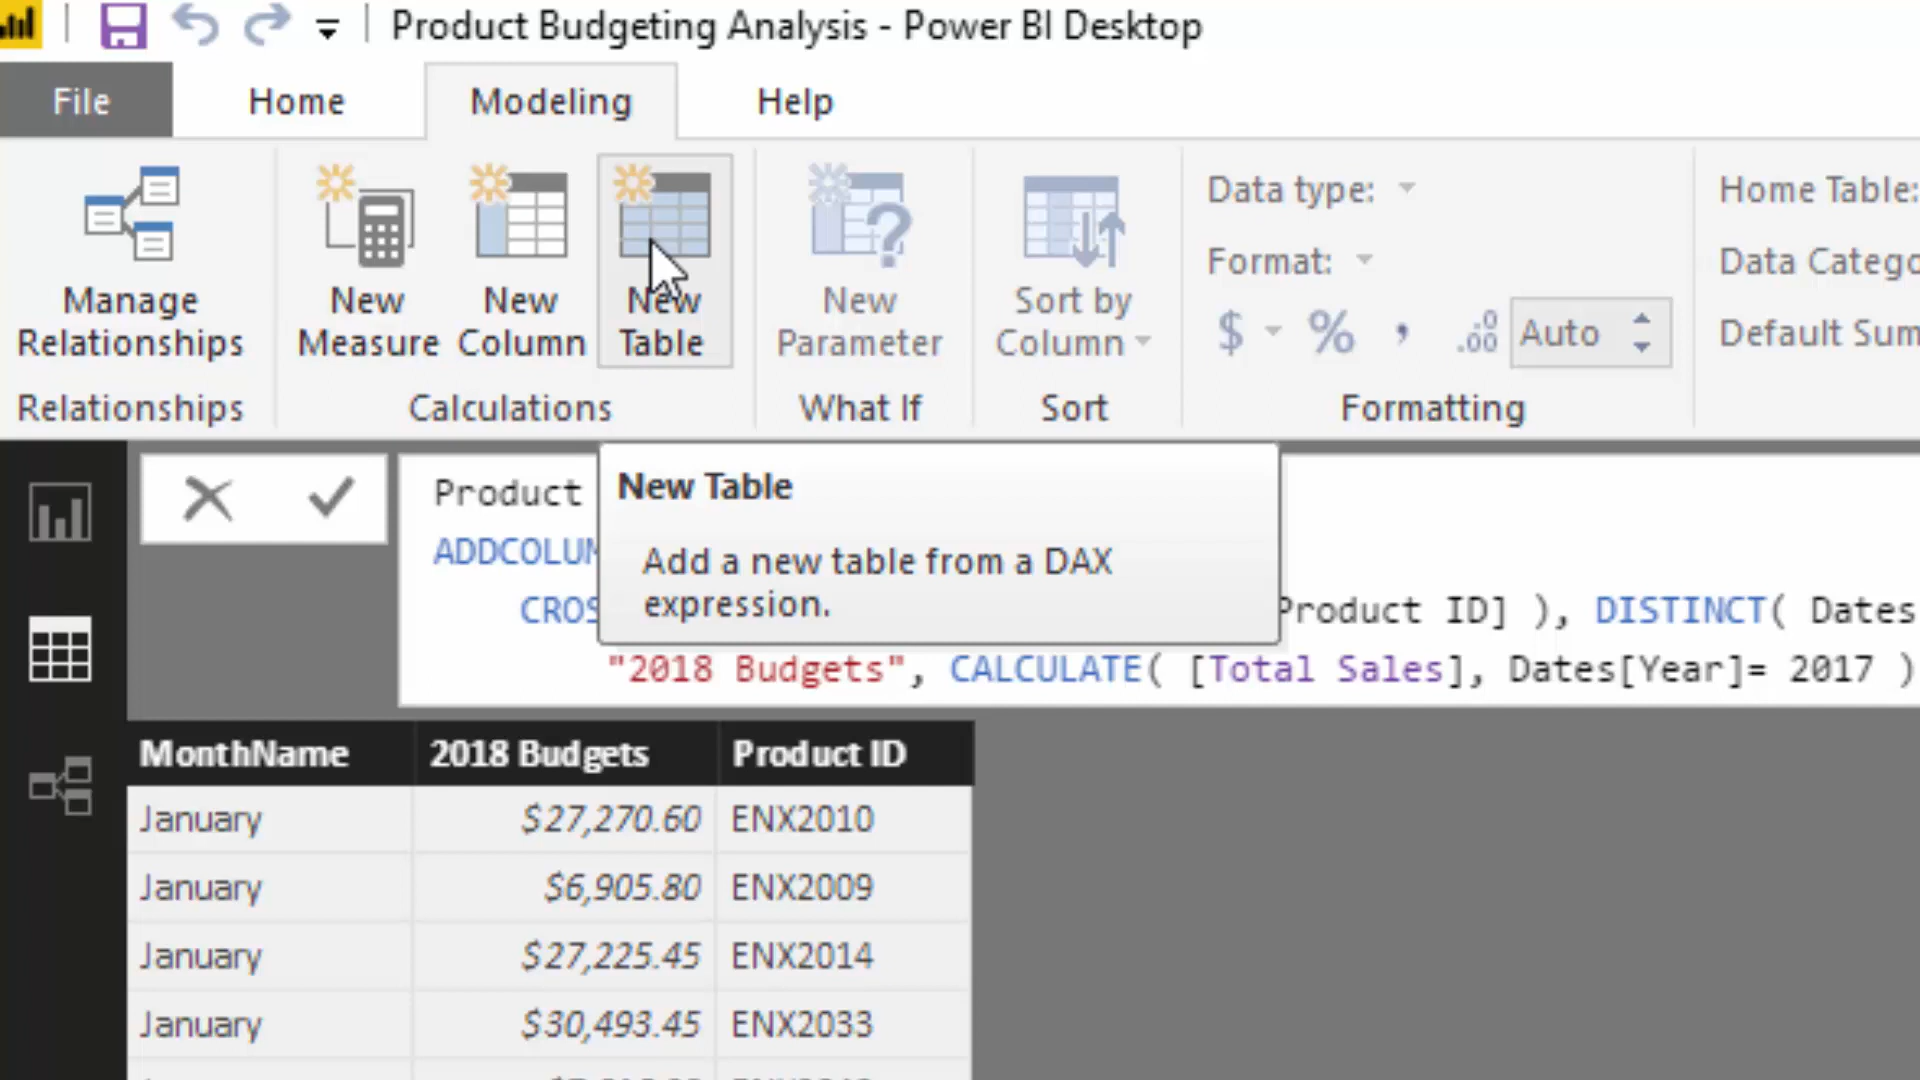 Product Budgeting Analysis - Power BI Desktop
File Home Modeling Help
Data type:
Home Table:
Format:
Manage Relationships
New Measure
New Column
New Table
New Parameter
Sort by Column
$ % , .00 Auto
Default
Relationships Calculations What If Sort Formatting
Product
New Table
Add a new table from a DAX
expression.
Product ID] ), DISTINCT( Dates
"2018 Budgets", CALCULATE( [Total Sales], Dates[Year]= 2017 )
MonthName 2018 Budgets Product ID
January $27,270.60 ENX2010
January $6,905.80 ENX2009
January $27,225.45 ENX2014
January $30,493.45 ENX2033